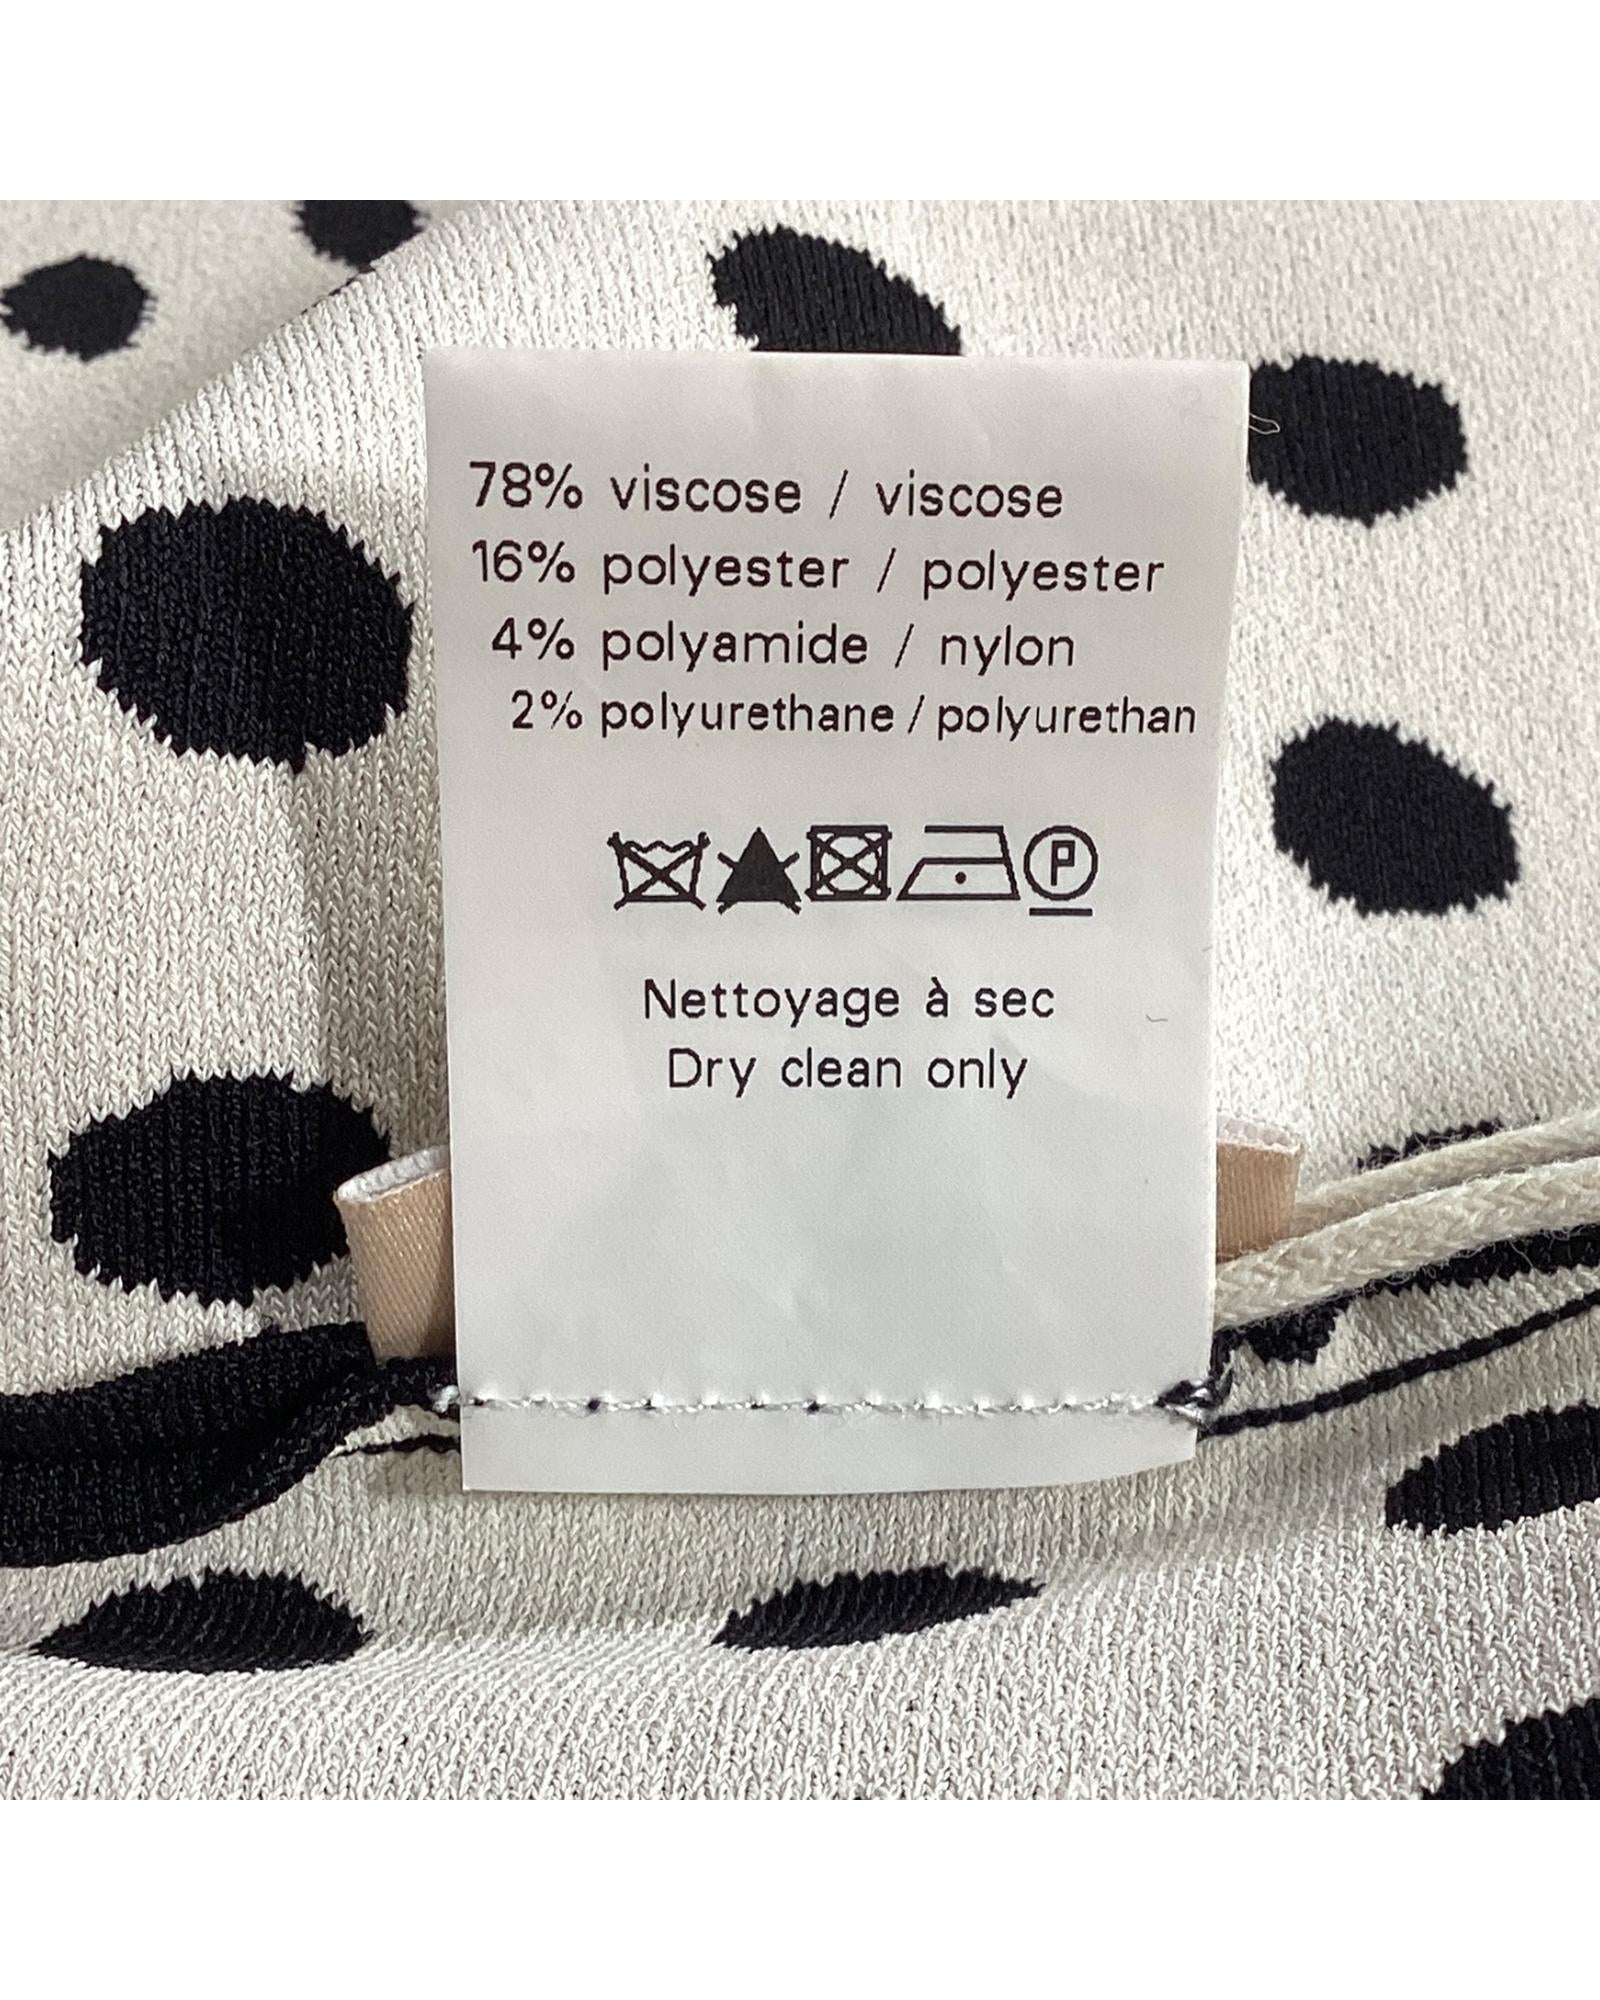 78% viscose / viscose
16% polyester / polyester
4% polyamide / nylon
2% polyurethane / polyurethan
P
Nettoyage à sec
Dry clean only